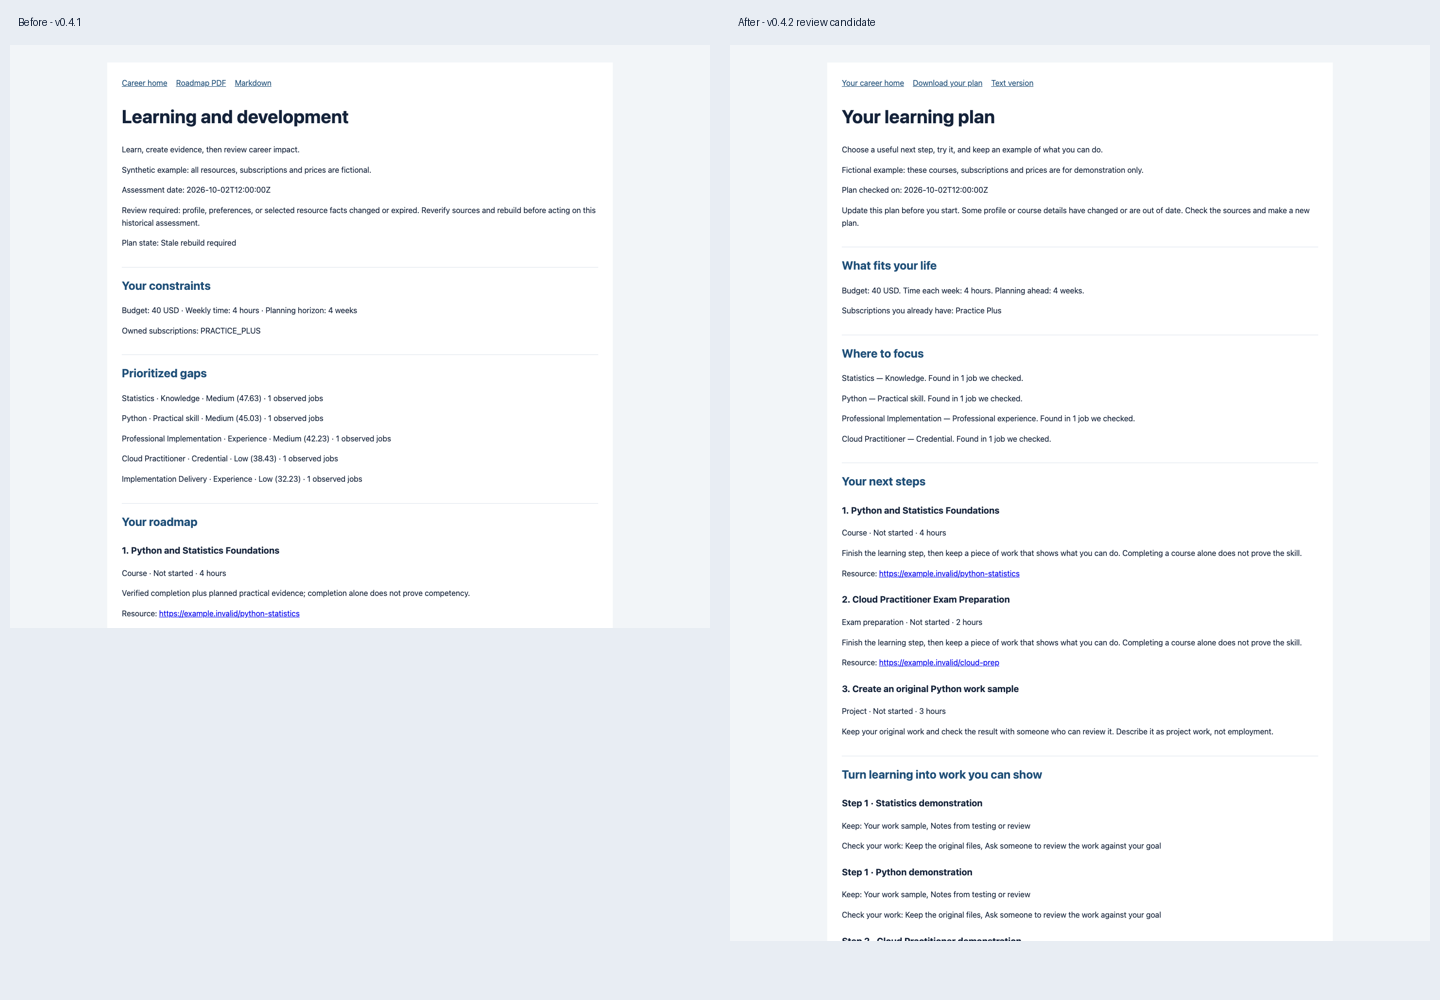 Before - v0.4.1
Career home Roadmap PDF Markdown
Learning and development
Learn, create evidence, then review career impact.
Synthetic example: all resources, subscriptions and prices are fictional.
Assessment date: 2026-10-02T12:00:00Z
Review required: profile, preferences, or selected resource facts changed or expired. Reverify sources and rebuild before acting on this
historical assessment.
Plan state: Stale rebuild required
Your constraints
Budget: 40 USD · Weekly time: 4 hours · Planning horizon: 4 weeks
Owned subscriptions: PRACTICE_PLUS
Prioritized gaps
Statistics · Knowledge · Medium (47.63) · 1 observed jobs
Python · Practical skill · Medium (45.03) · 1 observed jobs
Professional Implementation · Experience · Medium (42.23) · 1 observed jobs
Cloud Practitioner · Credential · Low (38.43) · 1 observed jobs
Implementation Delivery · Experience · Low (32.23) · 1 observed jobs
Your roadmap
1. Python and Statistics Foundations
Course · Not started · 4 hours
Verified completion plus planned practical evidence; completion alone does not prove competency.
Resource: https://example.invalid/python-statistics
After - v0.4.2 review candidate
Your career home Download your plan Text version
Your learning plan
Choose a useful next step, try it, and keep an example of what you can do.
Fictional example: these courses, subscriptions and prices are for demonstration only.
Plan checked on: 2026-10-02T12:00:00Z
Update this plan before you start. Some profile or course details have changed or are out of date. Check the sources and make a new
plan.
What fits your life
Budget: 40 USD. Time each week: 4 hours. Planning ahead: 4 weeks.
Subscriptions you already have: Practice Plus
Where to focus
Statistics — Knowledge. Found in 1 job we checked.
Python — Practical skill. Found in 1 job we checked.
Professional Implementation — Professional experience. Found in 1 job we checked.
Cloud Practitioner — Credential. Found in 1 job we checked.
Your next steps
1. Python and Statistics Foundations
Course · Not started · 4 hours
Finish the learning step, then keep a piece of work that shows what you can do. Completing a course alone does not prove the skill.
Resource: https://example.invalid/python-statistics
2. Cloud Practitioner Exam Preparation
Exam preparation · Not started · 2 hours
Finish the learning step, then keep a piece of work that shows what you can do. Completing a course alone does not prove the skill.
Resource: https://example.invalid/cloud-prep
3. Create an original Python work sample
Project · Not started · 3 hours
Keep your original work and check the result with someone who can review it. Describe it as project work, not employment.
Turn learning into work you can show
Step 1 · Statistics demonstration
Keep: Your work sample, Notes from testing or review
Check your work: Keep the original files, Ask someone to review the work against your goal
Step 1 · Python demonstration
Keep: Your work sample, Notes from testing or review
Check your work: Keep the original files, Ask someone to review the work against your goal
Step 2 · Cloud Practitioner demonstration